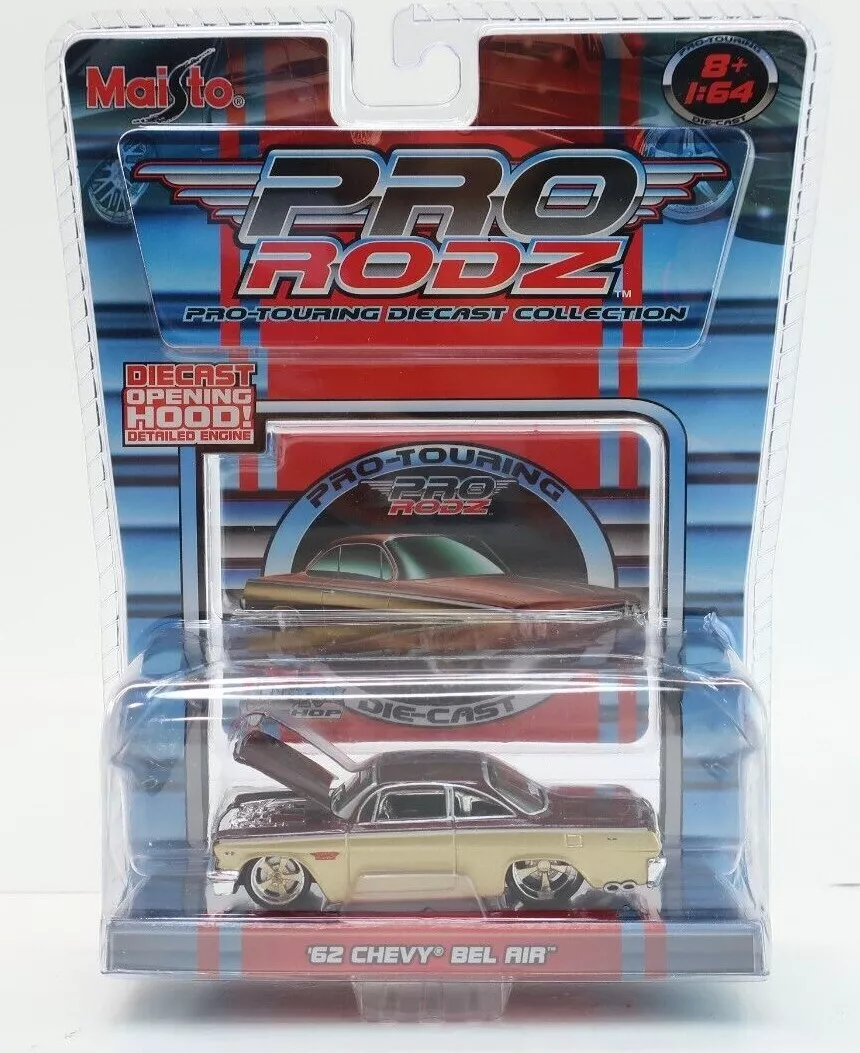 Maisto®
PRO-TOURING
8+
1:64
DIE-CAST
PRO
RODZ™
PRO-TOURING DIECAST COLLECTION
DIECAST
OPENING
HOOD!
DETAILED ENGINE
PRO-TOURING
PRO
RODZ
DIE-CAST
'62 CHEVY® BEL AIR™